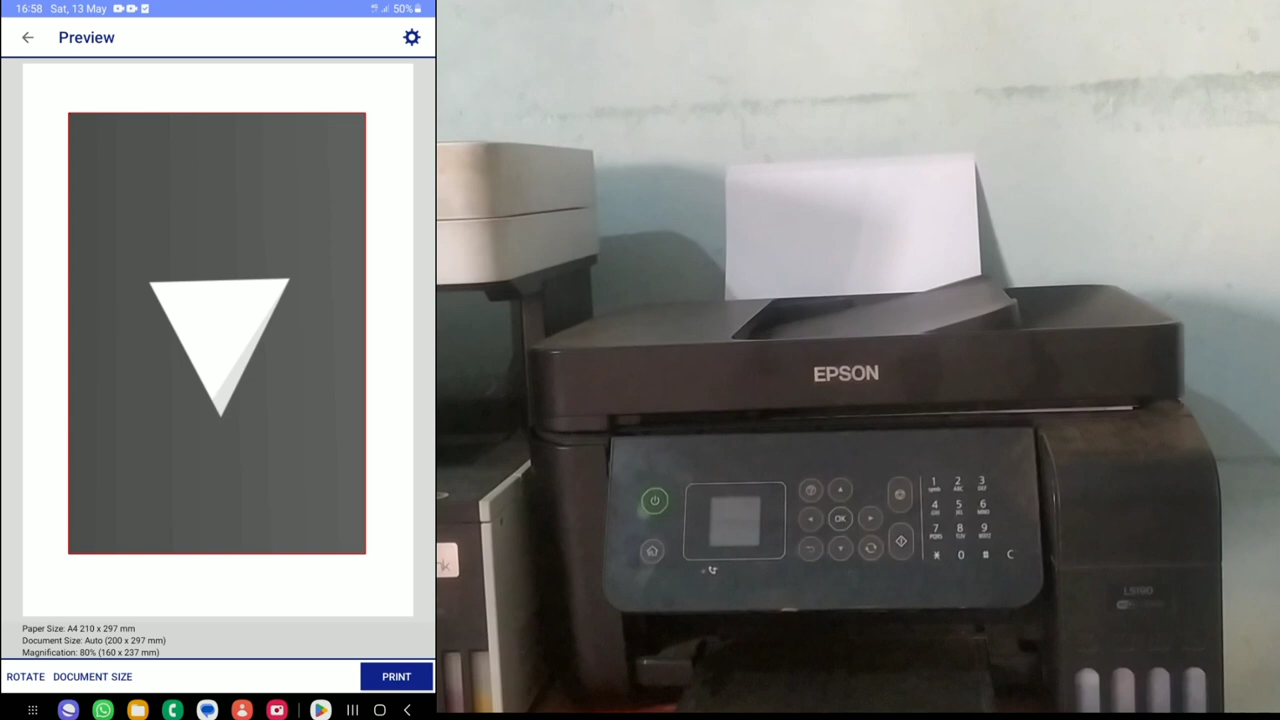 16:58 Sat, 13 May
50%
Preview
Paper Size: A4 210 x 297 mm
Document Size: Auto (200 x 297 mm)
Magnification: 80% (160 x 237 mm)
ROTATE DOCUMENT SIZE
PRINT
EPSON
OK
1 2 3
4 5 6
7 8 9
* 0 # C
L5190